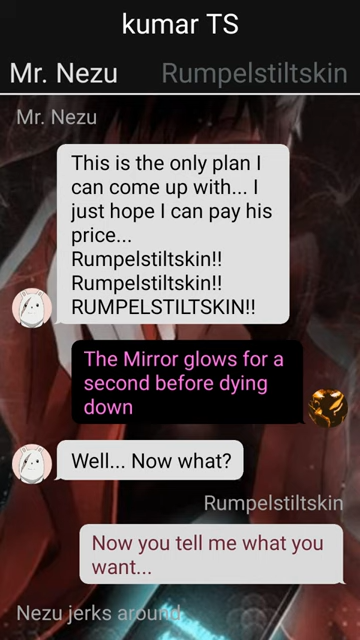 kumar TS
Mr. Nezu Rumpelstiltskin
Mr. Nezu
This is the only plan I
can come up with... I
just hope I can pay his
price...
Rumpelstiltskin!!
Rumpelstiltskin!!
RUMPELSTILTSKIN!!
The Mirror glows for a
second before dying
down
Well... Now what?
Rumpelstiltskin
Now you tell me what you
want...
Nezu jerks around